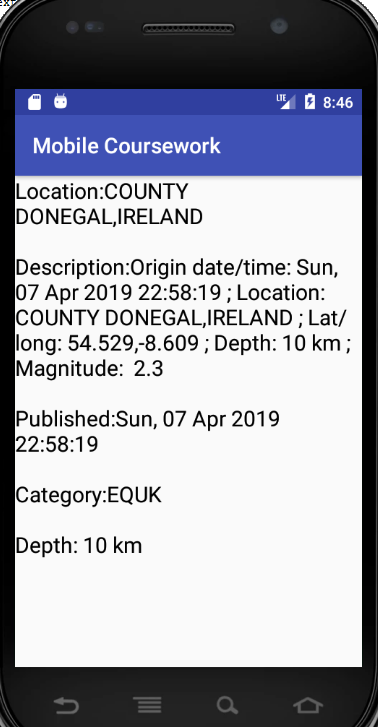 exp
LTE 8:46
Mobile Coursework
Location:COUNTY
DONEGAL,IRELAND
Description:Origin date/time: Sun,
07 Apr 2019 22:58:19 ; Location:
COUNTY DONEGAL,IRELAND ; Lat/
long: 54.529,-8.609 ; Depth: 10 km ;
Magnitude:  2.3
Published:Sun, 07 Apr 2019
22:58:19
Category:EQUK
Depth: 10 km